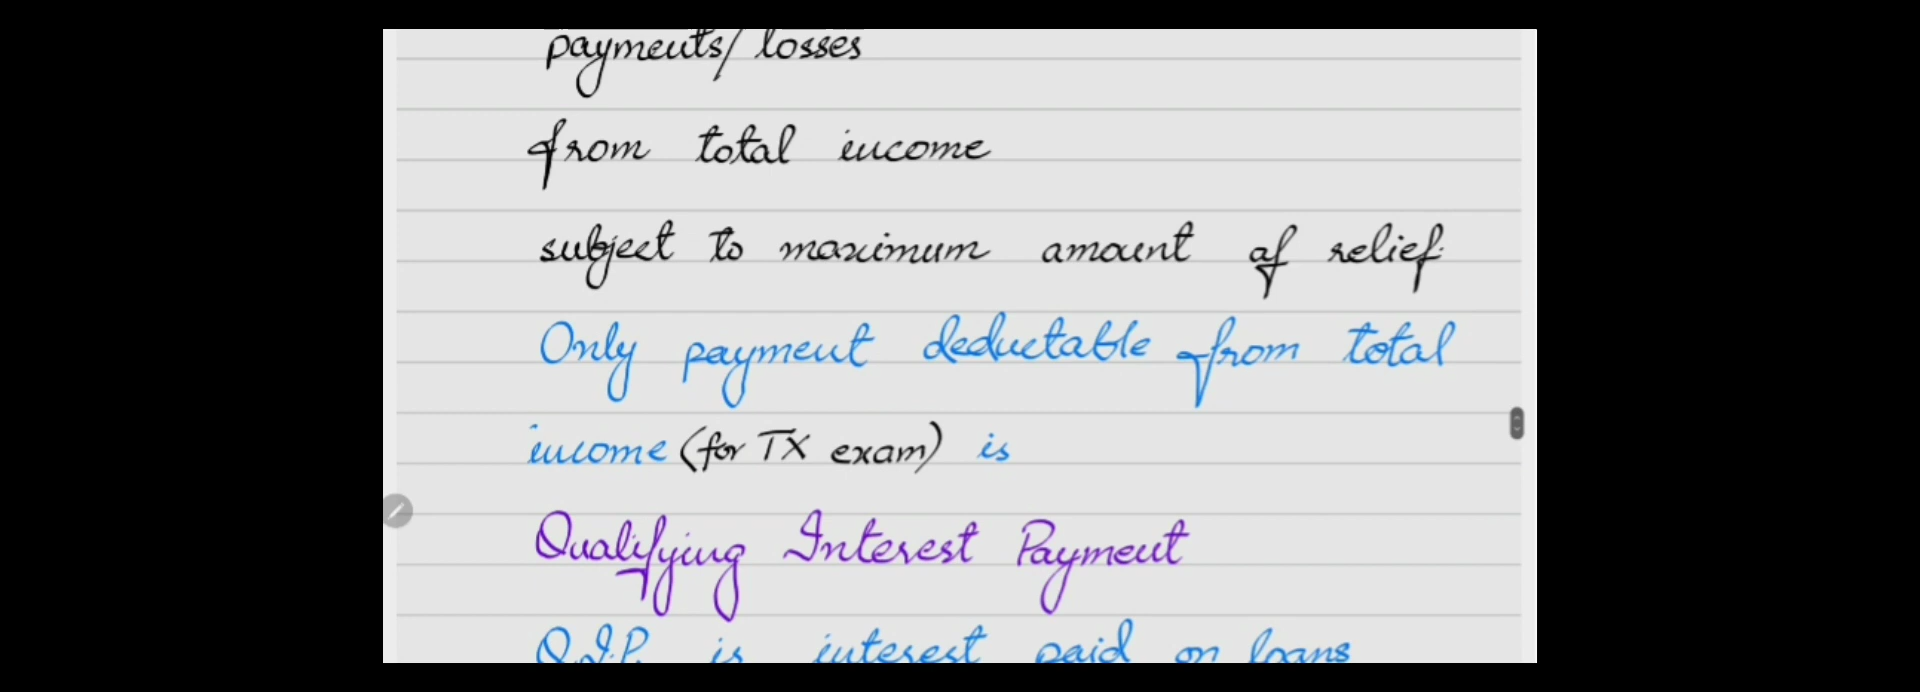 payments/ losses
from total income
subject to maximum amount of relief.
Only payment deductable from total
income (for TX exam) is
Qualifying Interest Payment
Q.I.P. is interest paid on loans